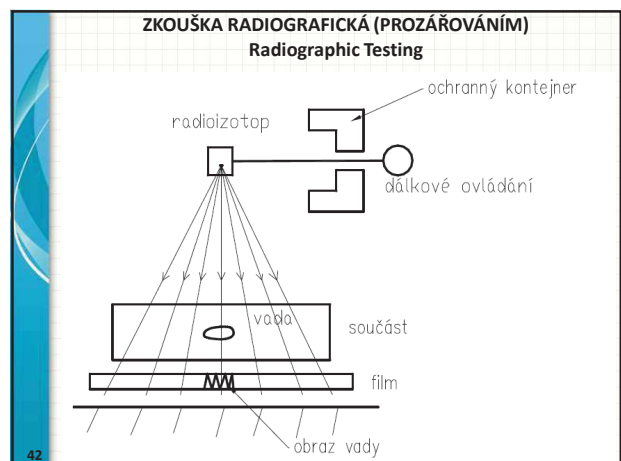 ZKOUŠKA RADIOGRAFICKÁ (PROZÁŘOVÁNÍM)
Radiographic Testing
ochranný kontejner
radioizotop
dálkové ovládání
vada
součást
film
obraz vady
42